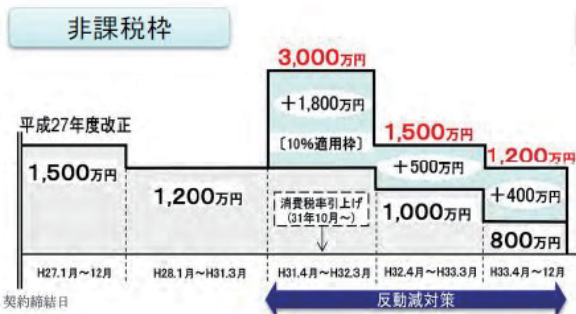 非課税枠
3,000万円
+1,800万円
[10%適用枠]
平成27年度改正
1,500万円
1,200万円
1,500万円
+500万円
1,200万円
+400万円
消費税率引上げ
(31年10月~)
1,000万円
800万円
H27.1月~12月
H28.1月~H31.3月
H31.4月~H32.3月
H32.4月~H33.3月
H33.4月~12月
契約締結日
反動減対策